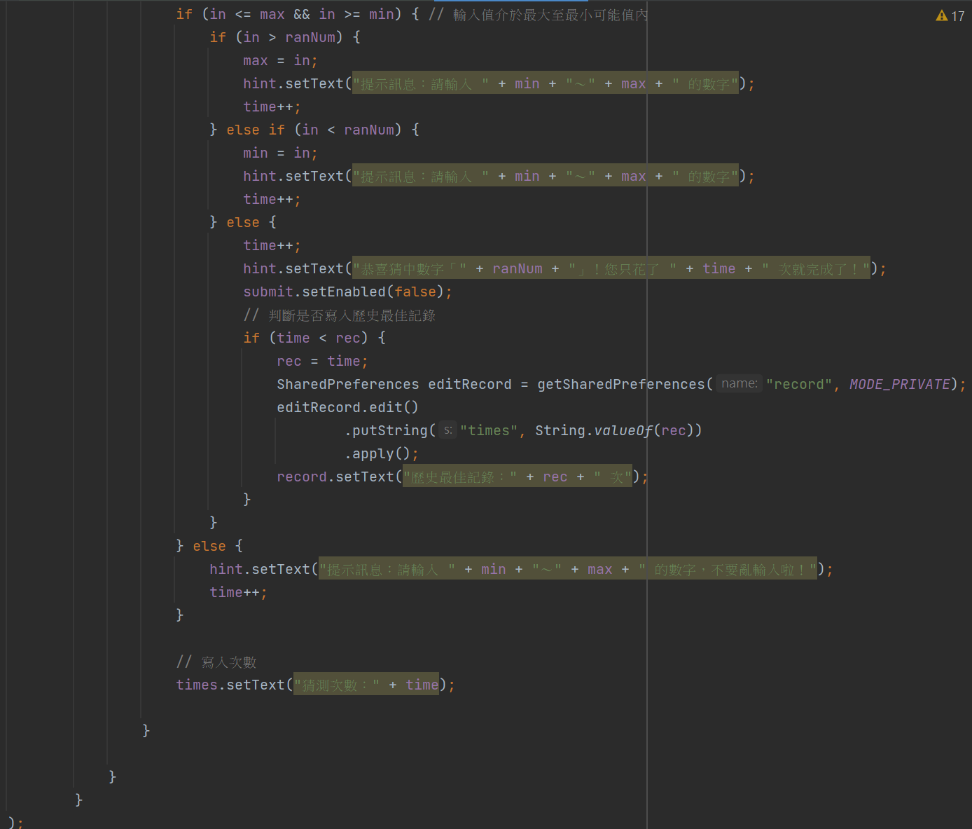 if (in <= max && in >= min) { // 輸入值介於最大至最小可能值內
17
if (in > ranNum) {
max = in;
hint.setText("提示訊息：請輸入 " + min + "～" + max + " 的數字");
time++;
} else if (in < ranNum) {
min = in;
hint.setText("提示訊息：請輸入 " + min + "～" + max + " 的數字");
time++;
} else {
time++;
hint.setText("恭喜猜中數字「" + ranNum + "」！您只花了 " + time + " 次就完成了！");
submit.setEnabled(false);
// 判斷是否寫入歷史最佳記錄
if (time < rec) {
rec = time;
SharedPreferences editRecord = getSharedPreferences( name: "record", MODE_PRIVATE);
editRecord.edit()
.putString( s: "times", String.valueOf(rec))
.apply();
record.setText("歷史最佳記錄：" + rec + " 次");
}
}
} else {
hint.setText("提示訊息：請輸入 " + min + "～" + max + " 的數字，不要亂輸入啦！");
time++;
}
// 寫入次數
times.setText("猜測次數：" + time);
}
}
}
);